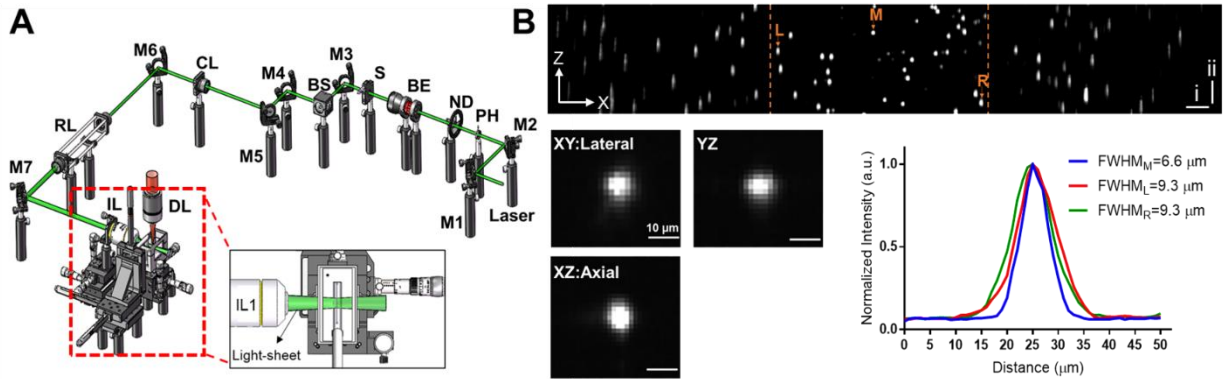 A
M6
CL
M4
M3
BS
S
BE
ND
PH
M2
RL
M5
M7
IL
DL
M1
Laser
IL1
Light-sheet
B
Z
X
L
M
R
i
ii
XY:Lateral
10 μm
YZ
XZ:Axial
Normalized Intensity (a.u.)
1.0
0.5
0.0
0 5 10 15 20 25 30 35 40 45 50
Distance (μm)
FWHM_M=6.6 μm
FWHM_L=9.3 μm
FWHM_R=9.3 μm